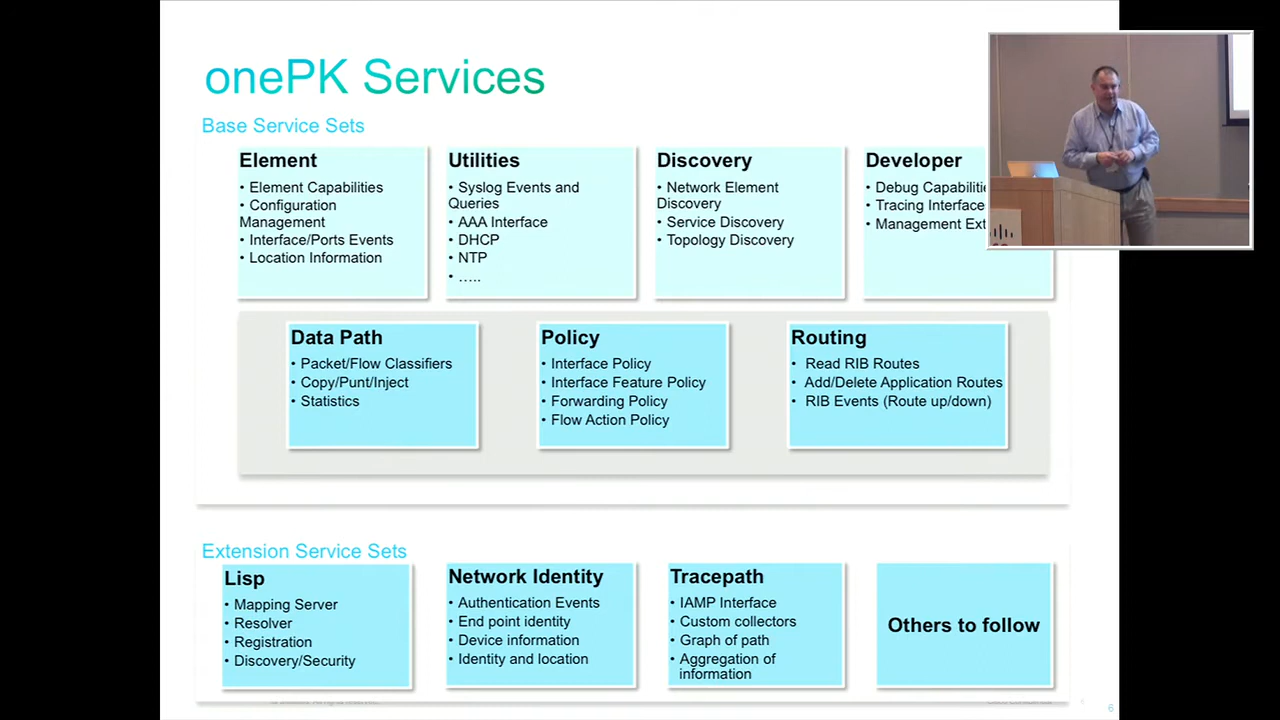 onePK Services
Base Service Sets
Element
• Element Capabilities
• Configuration
Management
• Interface/Ports Events
• Location Information
Utilities
• Syslog Events and
Queries
• AAA Interface
• DHCP
• NTP
• …..
Discovery
• Network Element
Discovery
• Service Discovery
• Topology Discovery
Developer
• Debug
• Tracing Interface
• Management
Data Path
• Packet/Flow Classifiers
• Copy/Punt/Inject
• Statistics
Policy
• Interface Policy
• Interface Feature Policy
• Forwarding Policy
• Flow Action Policy
Routing
• Read RIB Routes
• Add/Delete Application Routes
• RIB Events (Route up/down)
Extension Service Sets
Lisp
• Mapping Server
• Resolver
• Registration
• Discovery/Security
Network Identity
• Authentication Events
• End point identity
• Device information
• Identity and location
Tracepath
• IAMP Interface
• Custom collectors
• Graph of path
• Aggregation of
information
Others to follow
6